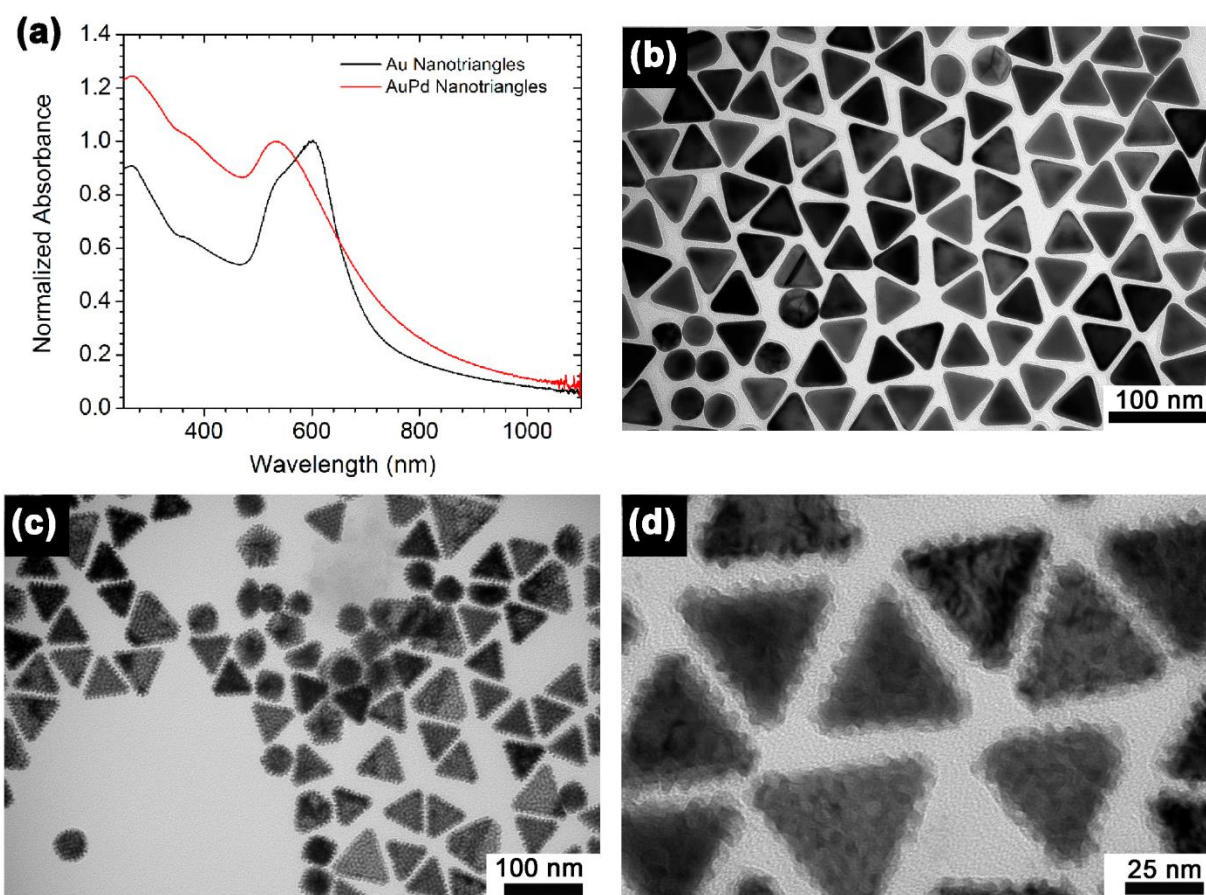 (a)
1.4
1.2
1.0
0.8
0.6
0.4
0.2
0.0
Normalized Absorbance
Au Nanotriangles
AuPd Nanotriangles
400
600
800
1000
Wavelength (nm)
(b)
100 nm
(c)
100 nm
(d)
25 nm